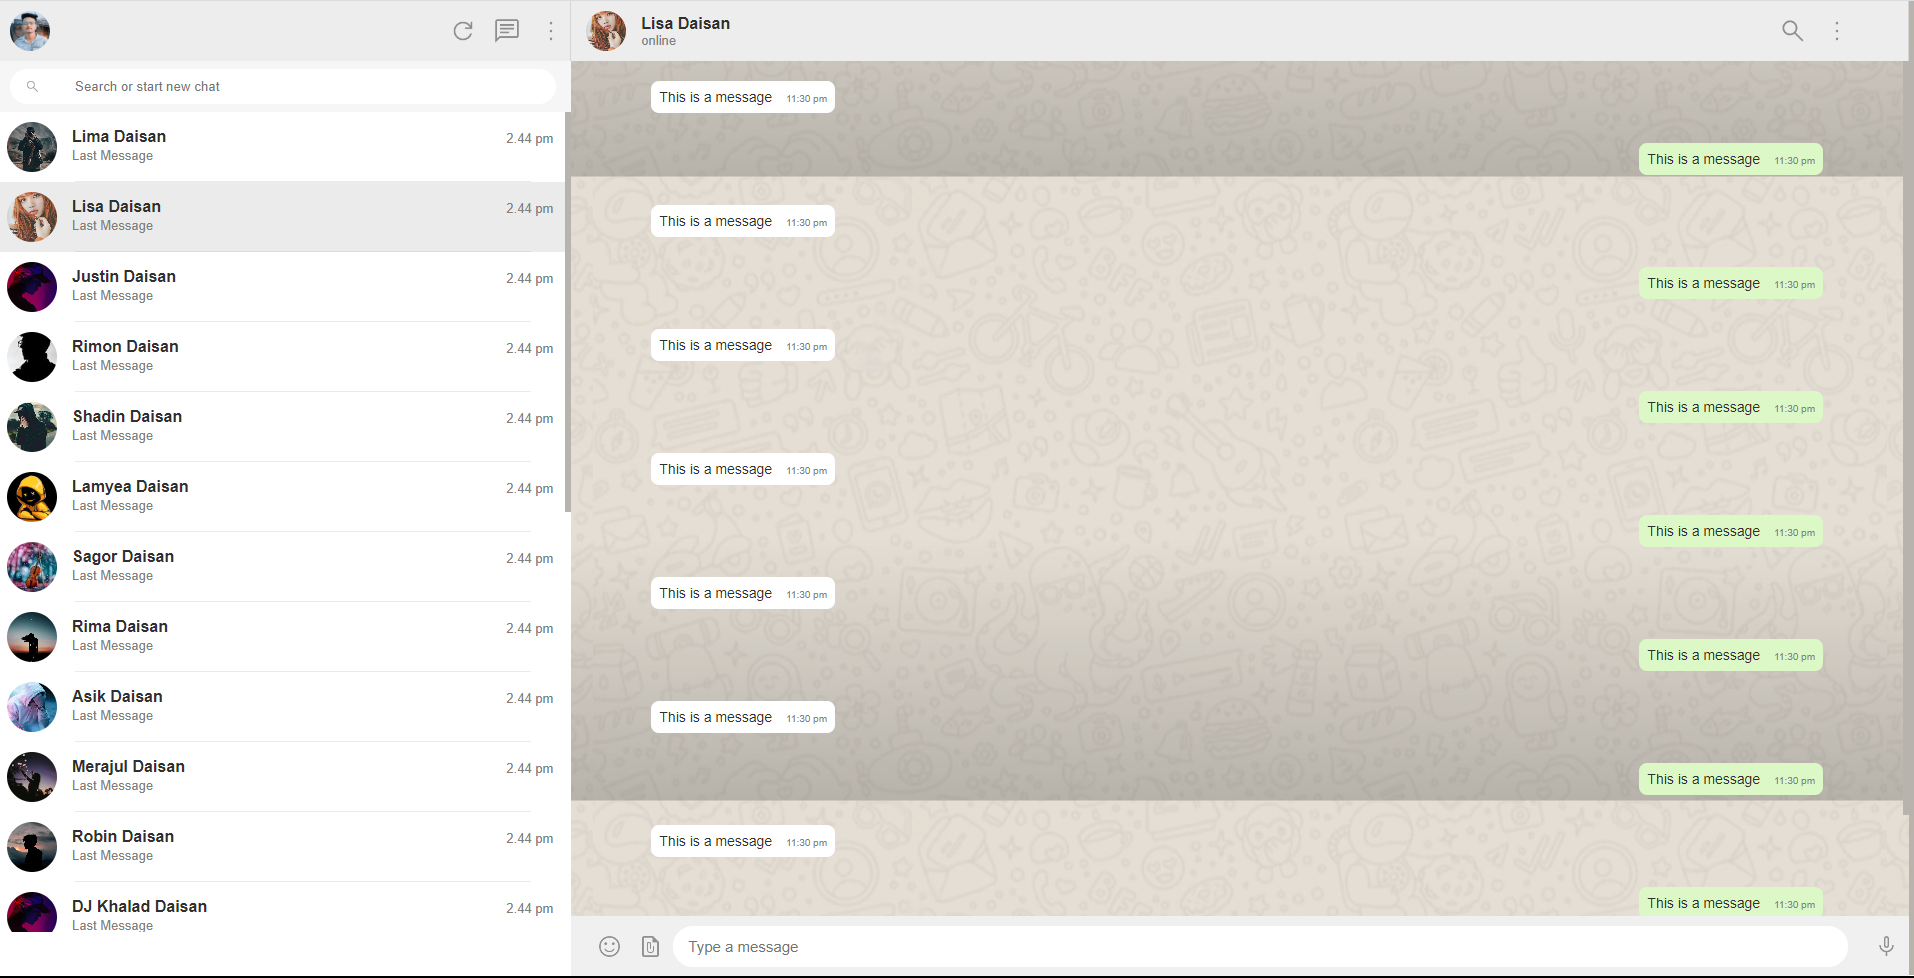 Search or start new chat
Lima Daisan
2.44 pm
Last Message
Lisa Daisan
2.44 pm
Last Message
Justin Daisan
2.44 pm
Last Message
Rimon Daisan
2.44 pm
Last Message
Shadin Daisan
2.44 pm
Last Message
Lamyea Daisan
2.44 pm
Last Message
Sagor Daisan
2.44 pm
Last Message
Rima Daisan
2.44 pm
Last Message
Asik Daisan
2.44 pm
Last Message
Merajul Daisan
2.44 pm
Last Message
Robin Daisan
2.44 pm
Last Message
DJ Khalad Daisan
2.44 pm
Last Message
Lisa Daisan
online
This is a message 11:30 pm
This is a message 11:30 pm
This is a message 11:30 pm
This is a message 11:30 pm
This is a message 11:30 pm
This is a message 11:30 pm
This is a message 11:30 pm
This is a message 11:30 pm
This is a message 11:30 pm
This is a message 11:30 pm
This is a message 11:30 pm
This is a message 11:30 pm
This is a message 11:30 pm
This is a message 11:30 pm
Type a message